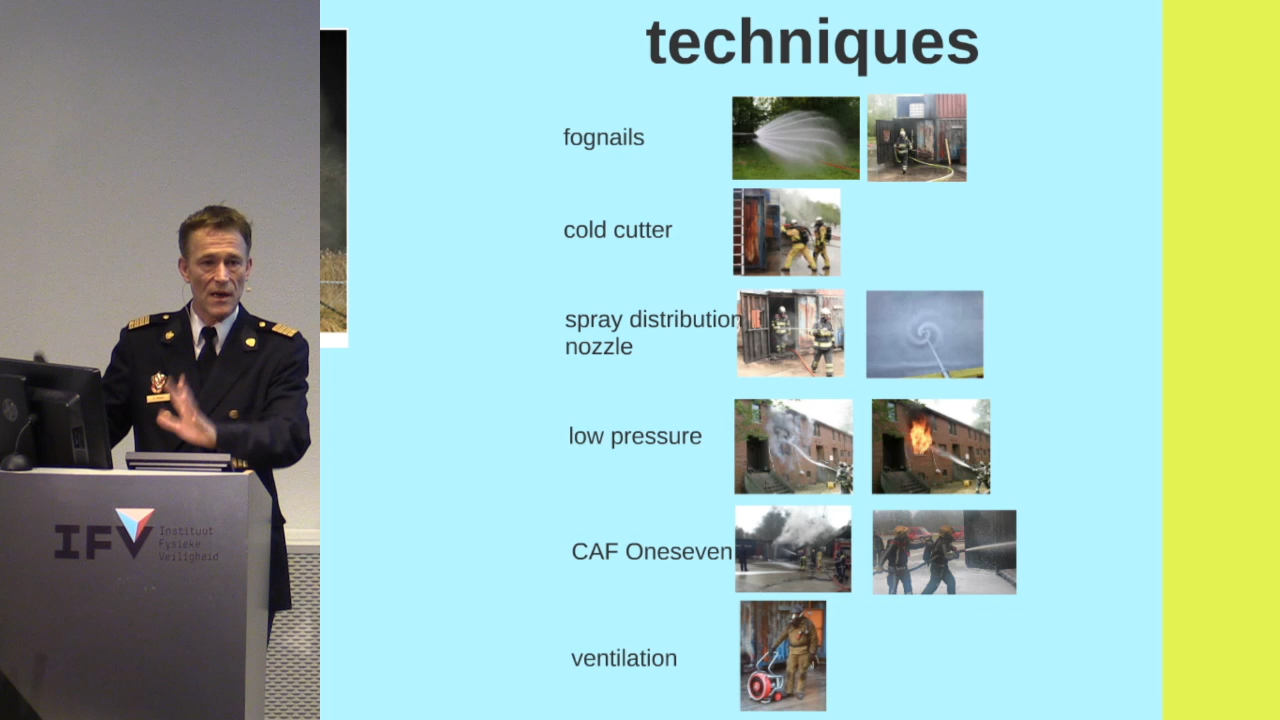 techniques
fognails
cold cutter
spray distribution
nozzle
low pressure
CAF Oneseven
ventilation
IFV
Instituut
Fysieke
Veiligheid